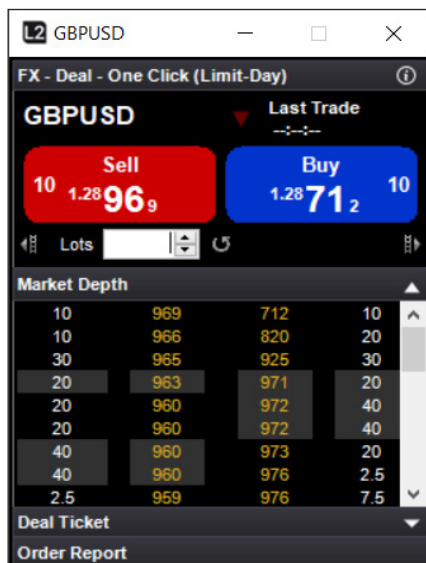 L2 GBPUSD
FX - Deal - One Click (Limit-Day)
GBPUSD Last Trade
--:--:--
Sell Buy
10 1.28 96 9 1.28 71 2 10
Lots
Market Depth
10 969 712 10
10 966 820 20
30 965 925 30
20 963 971 20
20 960 972 40
20 960 972 40
40 960 973 20
40 960 976 2.5
2.5 959 976 7.5
Deal Ticket
Order Report